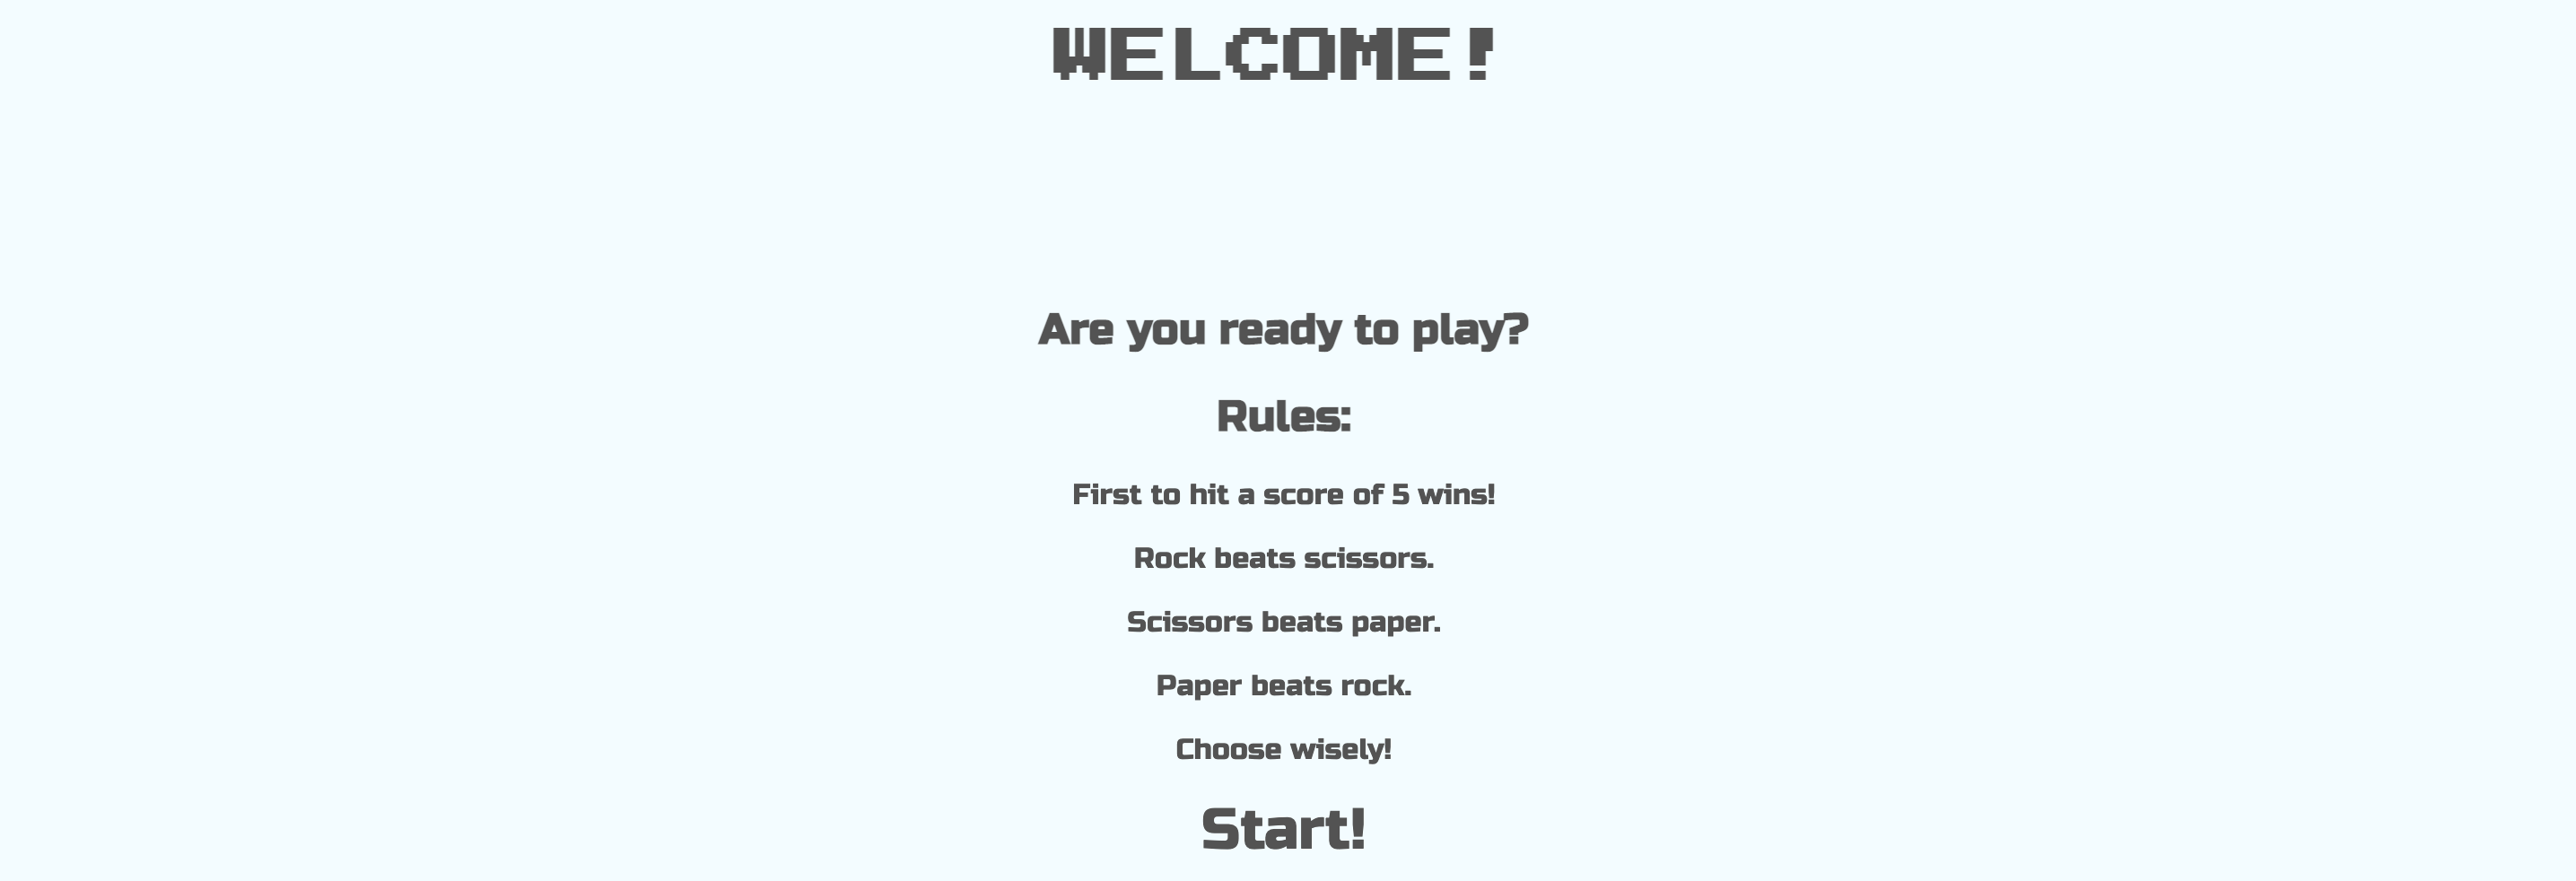 WELCOME!
Are you ready to play?
Rules:
First to hit a score of 5 wins!
Rock beats scissors.
Scissors beats paper.
Paper beats rock.
Choose wisely!
Start!